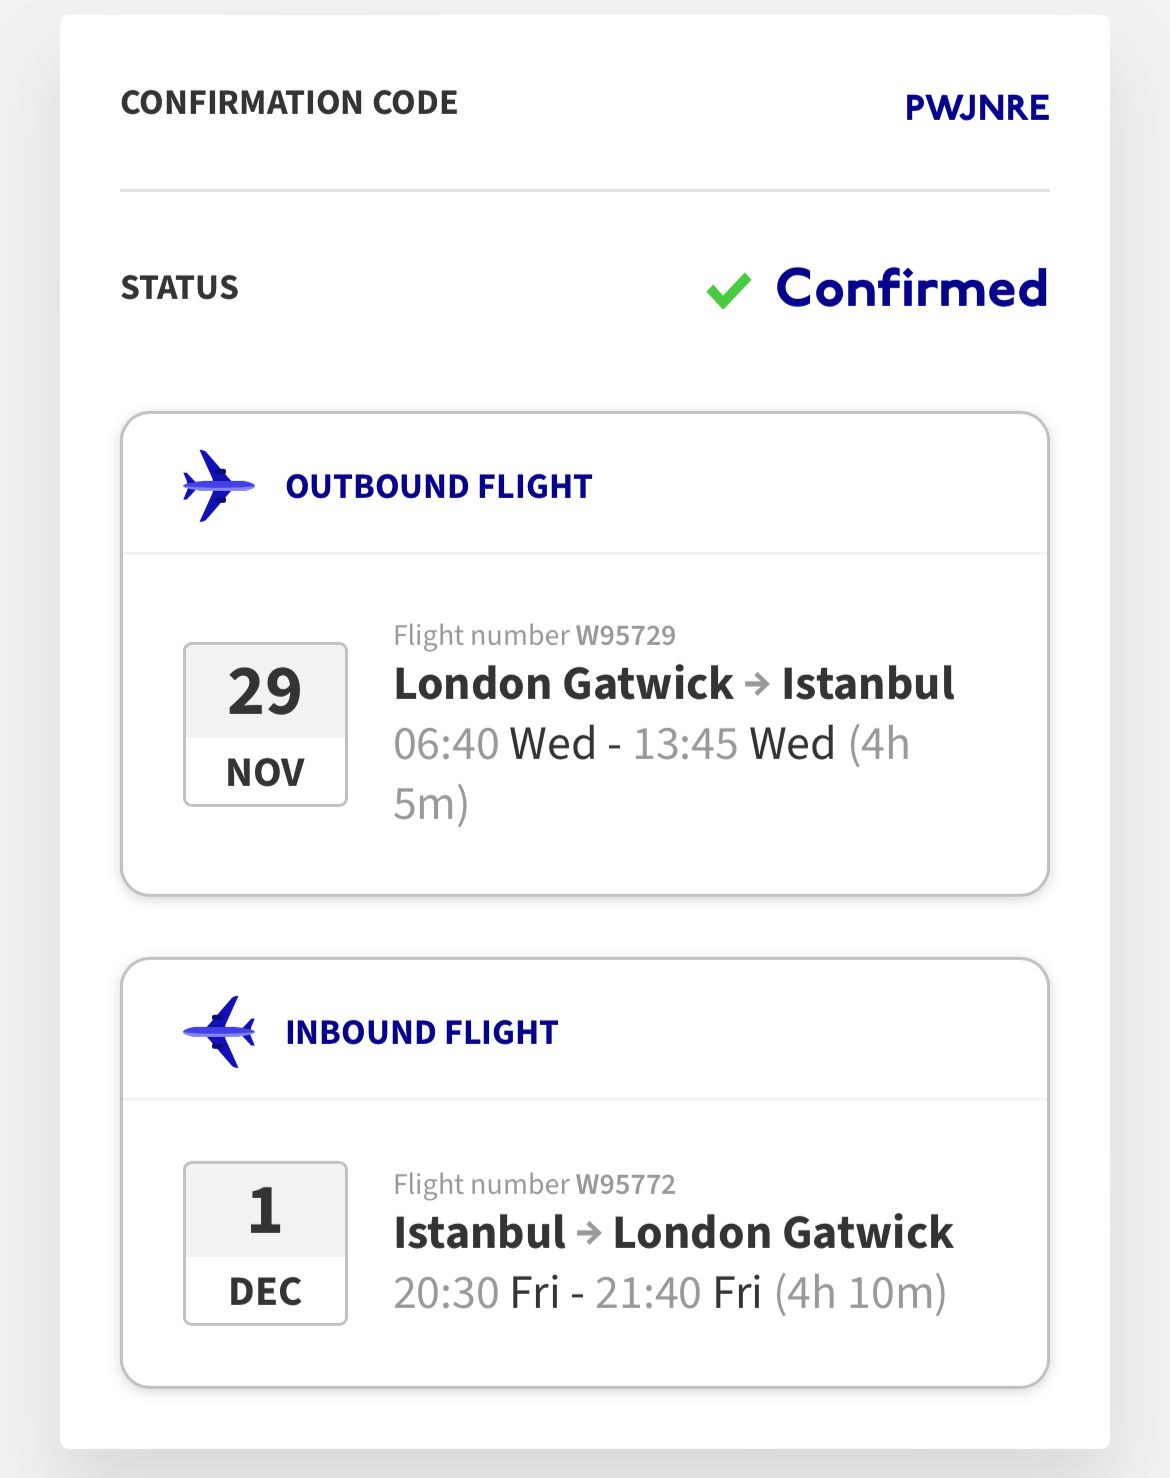 CONFIRMATION CODE
PWJNRE
STATUS
Confirmed
OUTBOUND FLIGHT
29
NOV
Flight number W95729
London Gatwick → Istanbul
06:40 Wed - 13:45 Wed (4h
5m)
INBOUND FLIGHT
1
DEC
Flight number W95772
Istanbul → London Gatwick
20:30 Fri - 21:40 Fri (4h 10m)